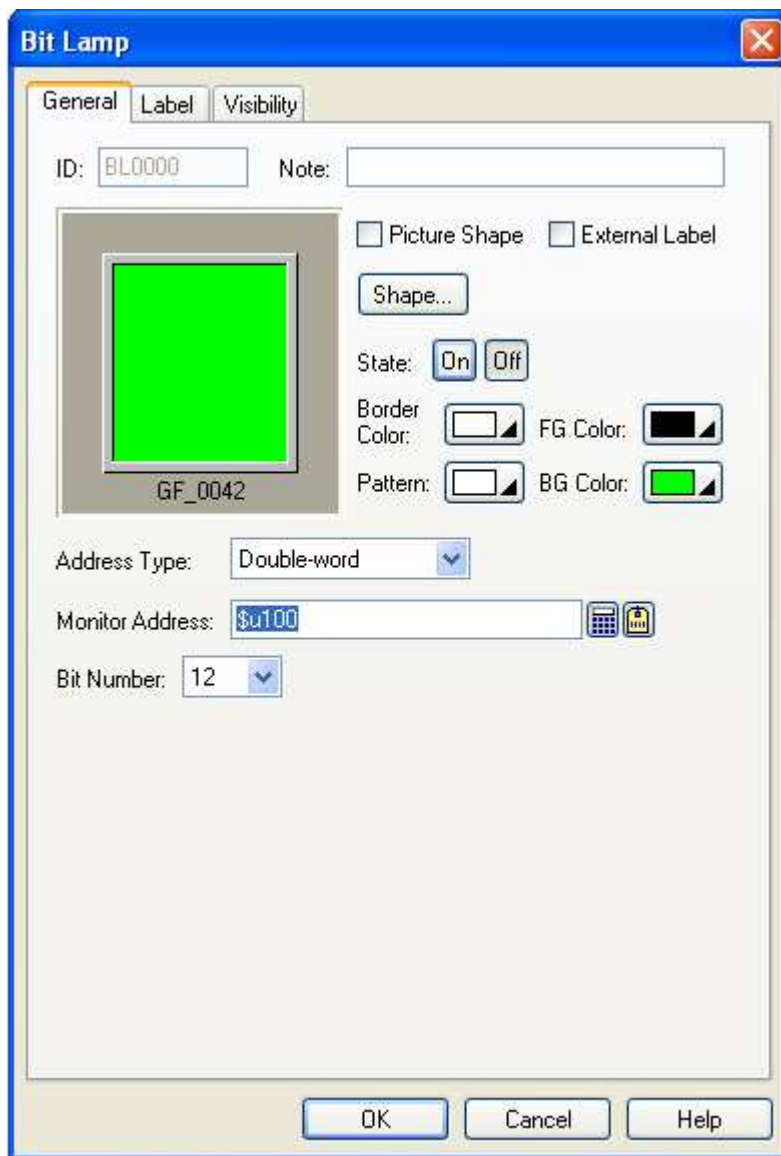 Bit Lamp
General Label Visibility
ID: BL0000 Note:
Picture Shape External Label
Shape...
State: On Off
Border Color: FG Color:
Pattern: BG Color:
GF_0042
Address Type: Double-word
Monitor Address: $u100
Bit Number: 12
OK Cancel Help